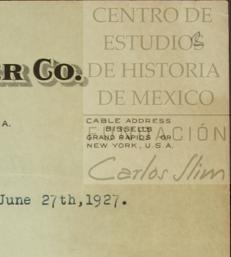 CENTRO DE
ESTUDIOS
DE HISTORIA
DE MEXICO
ER CO.
A.
CABLE ADDRESS
BISSELLS
GRAND RAPIDS OR
NEW YORK, U.S.A.
FUNDACIÓN
Carlos Slim
June 27th,1927.